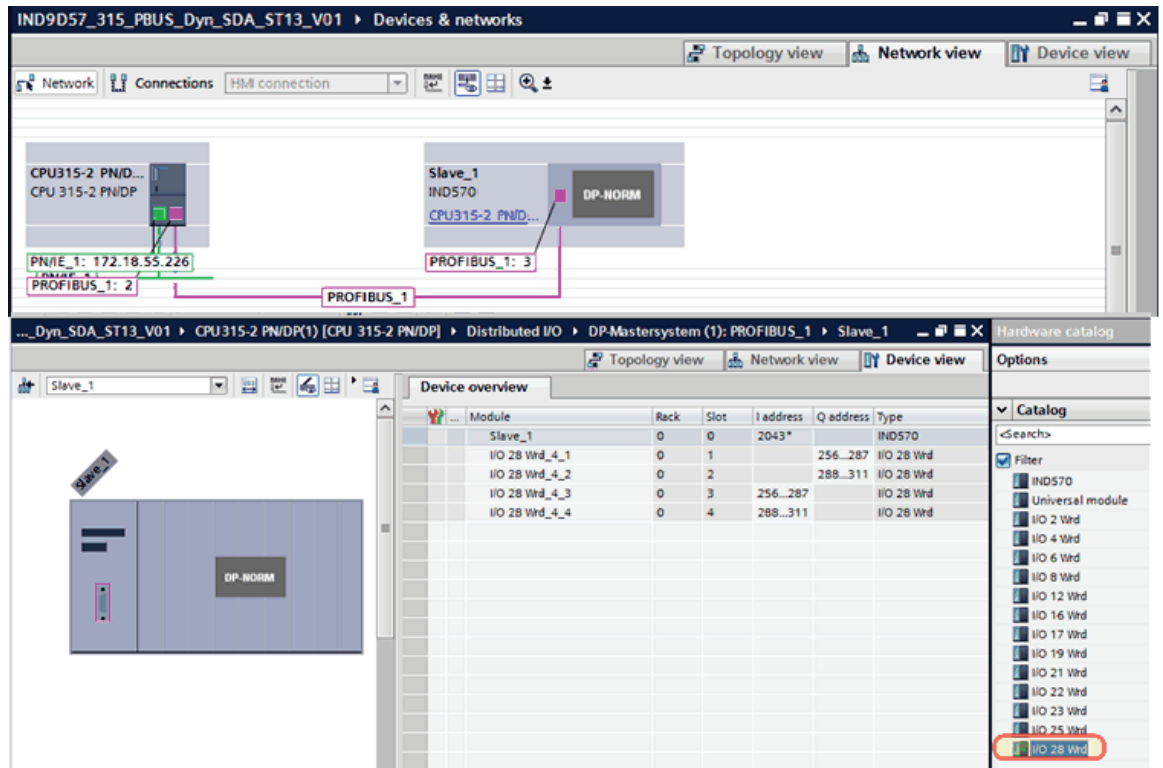 IND9D57_315_PBUS_Dyn_SDA_ST13_V01 ▸ Devices & networks
Topology view Network view Device view
Network Connections HMI connection
CPU315-2 PN/D...
CPU 315-2 PN/DP
Slave_1
IND570
CPU315-2 PN/D...
DP-NORM
PN/IE_1: 172.18.55.226
PROFIBUS_1: 2
PROFIBUS_1: 3
PROFIBUS_1
..._Dyn_SDA_ST13_V01 ▸ CPU315-2 PN/DP(1) [CPU 315-2 PN/DP] ▸ Distributed I/O ▸ DP-Mastersystem (1): PROFIBUS_1 ▸ Slave_1
Topology view Network view Device view
Slave_1
Slave_1
DP-NORM
Device overview
... Module Rack Slot I address Q address Type
Slave_1 0 0 2043* IND570
I/O 28 Wrd_4_1 0 1 256...287 I/O 28 Wrd
I/O 28 Wrd_4_2 0 2 288...311 I/O 28 Wrd
I/O 28 Wrd_4_3 0 3 256...287 I/O 28 Wrd
I/O 28 Wrd_4_4 0 4 288...311 I/O 28 Wrd
Hardware catalog
Options
Catalog
<Search>
Filter
IND570
Universal module
I/O 2 Wrd
I/O 4 Wrd
I/O 6 Wrd
I/O 8 Wrd
I/O 12 Wrd
I/O 16 Wrd
I/O 17 Wrd
I/O 19 Wrd
I/O 21 Wrd
I/O 22 Wrd
I/O 23 Wrd
I/O 25 Wrd
I/O 28 Wrd